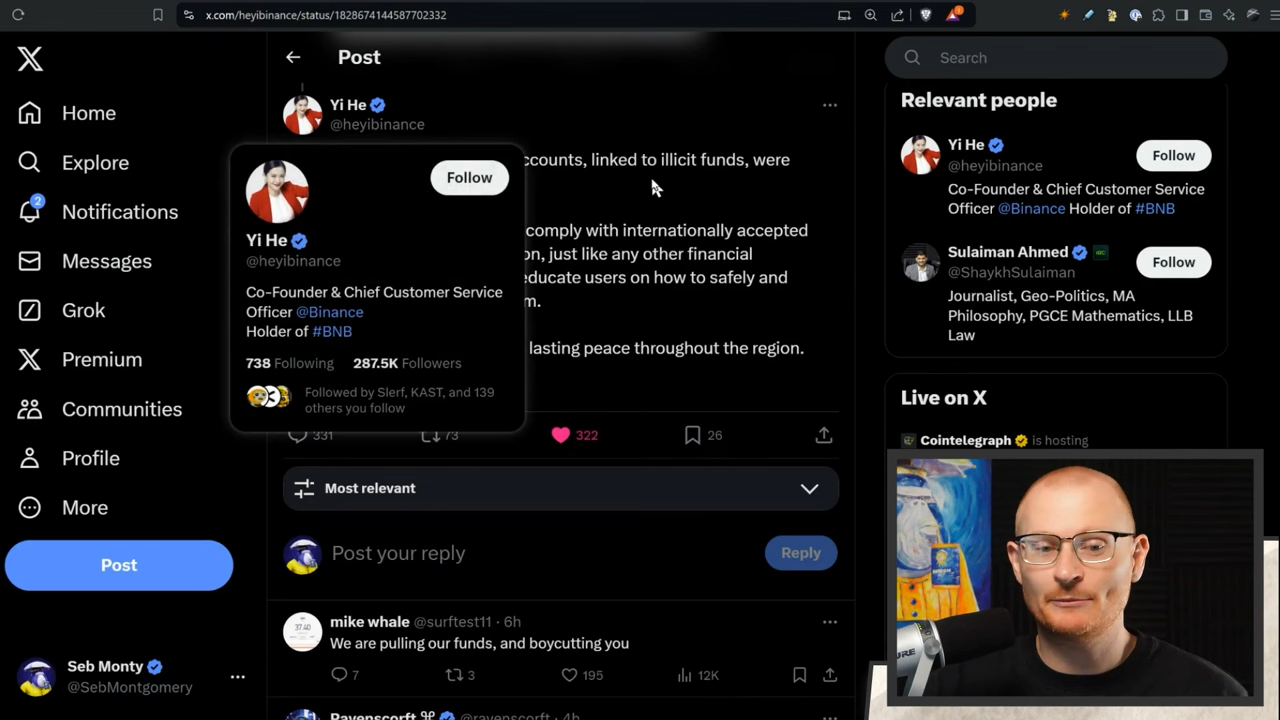 x.com/heyibinance/status/1828674144587702332
Home
Explore
2
Notifications
Messages
Grok
Premium
Communities
Profile
More
Post
Seb Monty
@SebMontgomery
Post
Yi He
@heyibinance
ccounts, linked to illicit funds, were
comply with internationally accepted
on, just like any other financial
educate users on how to safely and
m.
lasting peace throughout the region.
Follow
Yi He
@heyibinance
Co-Founder & Chief Customer Service
Officer @Binance
Holder of #BNB
738 Following 287.5K Followers
Followed by Slerf, KAST, and 139
others you follow
331 73 322 26
Most relevant
Post your reply
Reply
mike whale @surftest11 · 6h
We are pulling our funds, and boycutting you
7 3 195 12K
Ravenscorft ⌘ @ravenscorft · 4h
Search
Relevant people
Yi He
@heyibinance
Follow
Co-Founder & Chief Customer Service
Officer @Binance Holder of #BNB
Sulaiman Ahmed
@ShaykhSulaiman
Follow
Journalist, Geo-Politics, MA
Philosophy, PGCE Mathematics, LLB
Law
Live on X
Cointelegraph is hosting